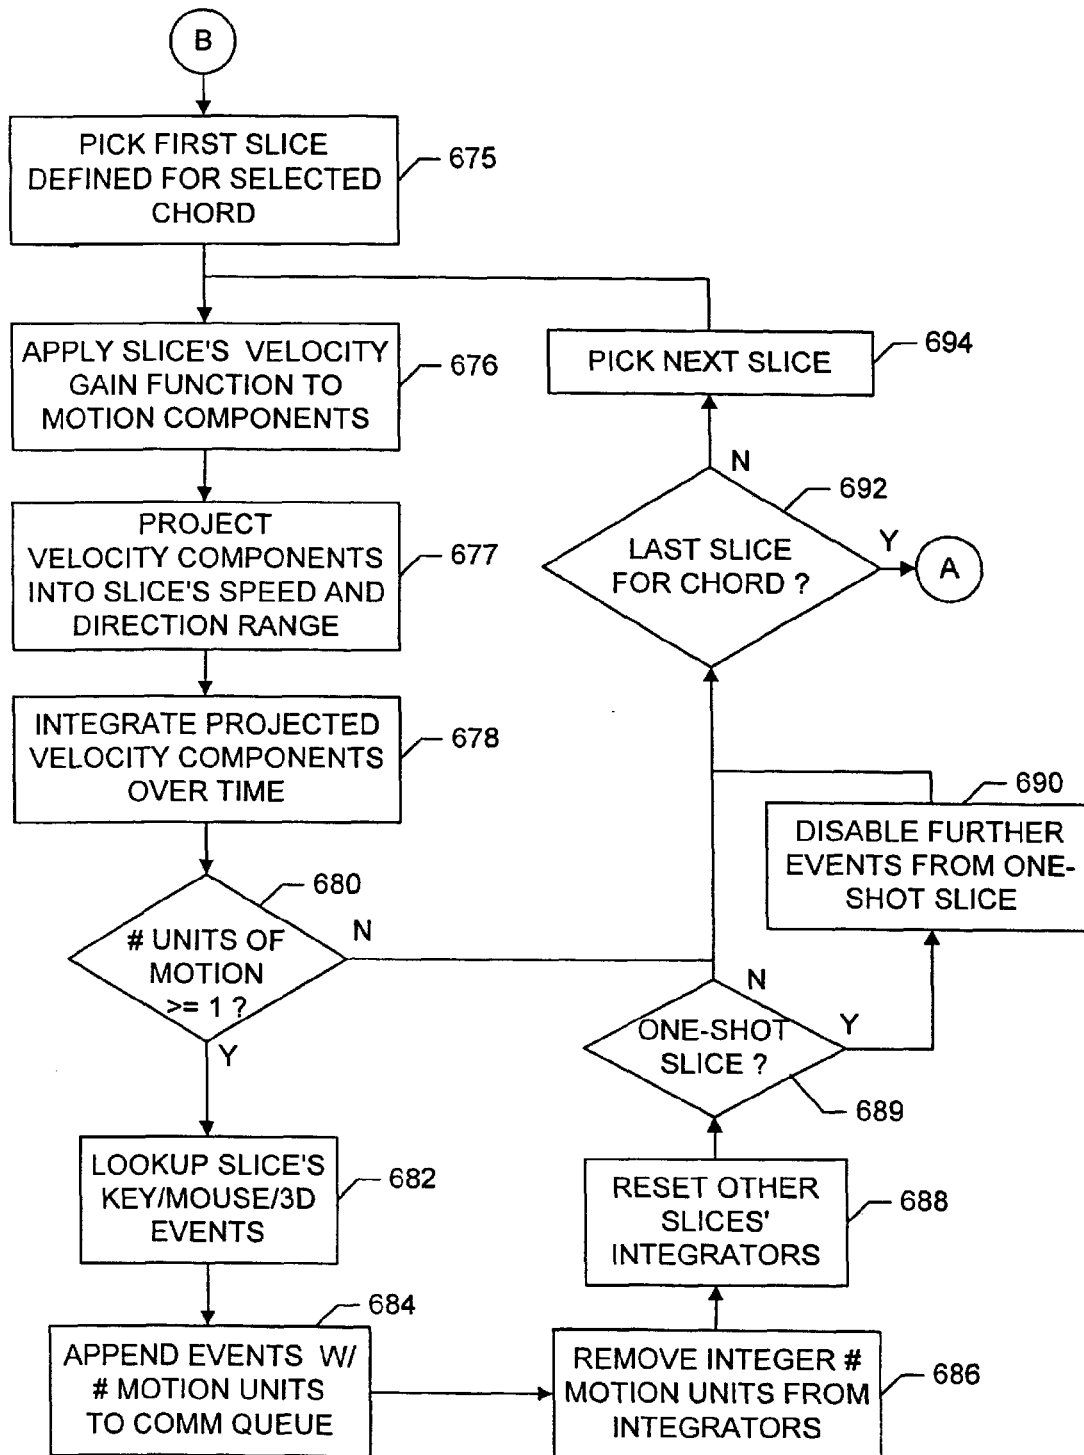 B
PICK FIRST SLICE
DEFINED FOR SELECTED
CHORD
675
APPLY SLICE'S VELOCITY
GAIN FUNCTION TO
MOTION COMPONENTS
676
PROJECT
VELOCITY COMPONENTS
INTO SLICE'S SPEED AND
DIRECTION RANGE
677
INTEGRATE PROJECTED
VELOCITY COMPONENTS
OVER TIME
678
# UNITS OF
MOTION
>= 1 ?
680
N
Y
LOOKUP SLICE'S
KEY/MOUSE/3D
EVENTS
682
APPEND EVENTS W/
# MOTION UNITS
TO COMM QUEUE
684
REMOVE INTEGER #
MOTION UNITS FROM
INTEGRATORS
686
RESET OTHER
SLICES'
INTEGRATORS
688
ONE-SHOT
SLICE ?
689
N
Y
DISABLE FURTHER
EVENTS FROM ONE-
SHOT SLICE
690
LAST SLICE
FOR CHORD ?
692
N
Y
A
PICK NEXT SLICE
694